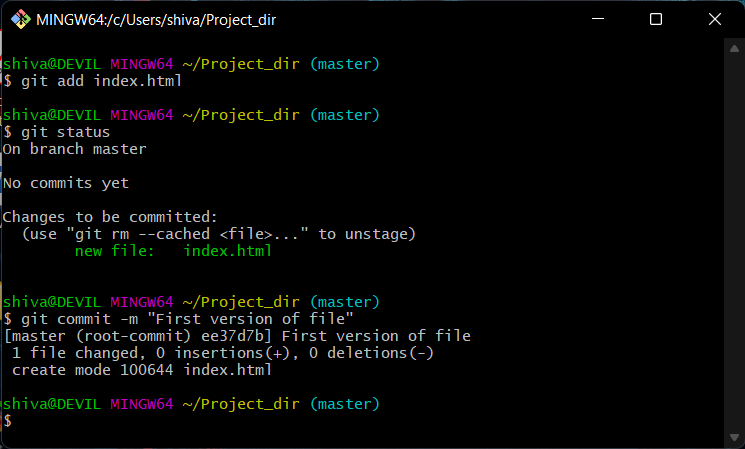 MINGW64:/c/Users/shiva/Project_dir
shiva@DEVIL MINGW64 ~/Project_dir (master)
$ git add index.html
shiva@DEVIL MINGW64 ~/Project_dir (master)
$ git status
On branch master
No commits yet
Changes to be committed:
  (use "git rm --cached <file>..." to unstage)
        new file:   index.html
shiva@DEVIL MINGW64 ~/Project_dir (master)
$ git commit -m "First version of file"
[master (root-commit) ee37d7b] First version of file
 1 file changed, 0 insertions(+), 0 deletions(-)
 create mode 100644 index.html
shiva@DEVIL MINGW64 ~/Project_dir (master)
$